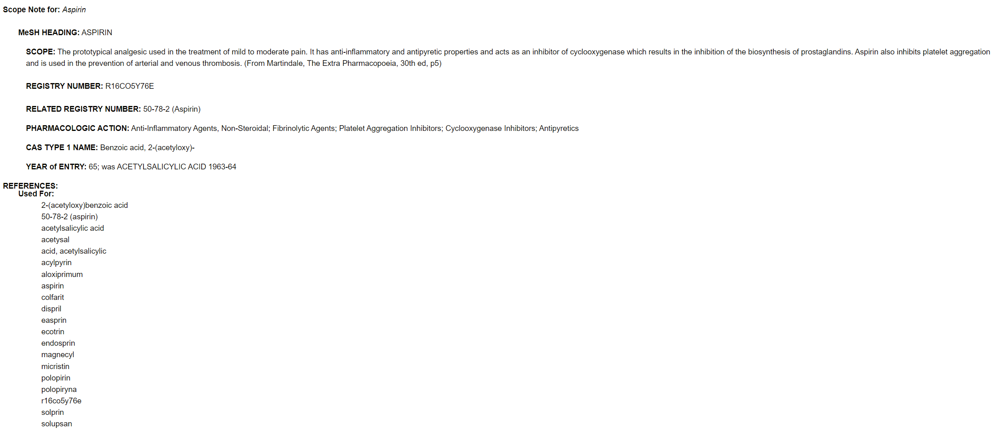 Scope Note for: Aspirin
MeSH HEADING: ASPIRIN
SCOPE: The prototypical analgesic used in the treatment of mild to moderate pain. It has anti-inflammatory and antipyretic properties and acts as an inhibitor of cyclooxygenase which results in the inhibition of the biosynthesis of prostaglandins. Aspirin also inhibits platelet aggregation
and is used in the prevention of arterial and venous thrombosis. (From Martindale, The Extra Pharmacopoeia, 30th ed, p5)
REGISTRY NUMBER: R16CO5Y76E
RELATED REGISTRY NUMBER: 50-78-2 (Aspirin)
PHARMACOLOGIC ACTION: Anti-Inflammatory Agents, Non-Steroidal; Fibrinolytic Agents; Platelet Aggregation Inhibitors; Cyclooxygenase Inhibitors; Antipyretics
CAS TYPE 1 NAME: Benzoic acid, 2-(acetyloxy)-
YEAR of ENTRY: 65; was ACETYLSALICYLIC ACID 1963-64
REFERENCES:
Used For:
2-(acetyloxy)benzoic acid
50-78-2 (aspirin)
acetylsalicylic acid
acetysal
acid, acetylsalicylic
acylpyrin
aloxiprimum
aspirin
colfarit
dispril
easprin
ecotrin
endosprin
magnecyl
micristin
polopirin
polopiryna
r16co5y76e
solprin
solupsan